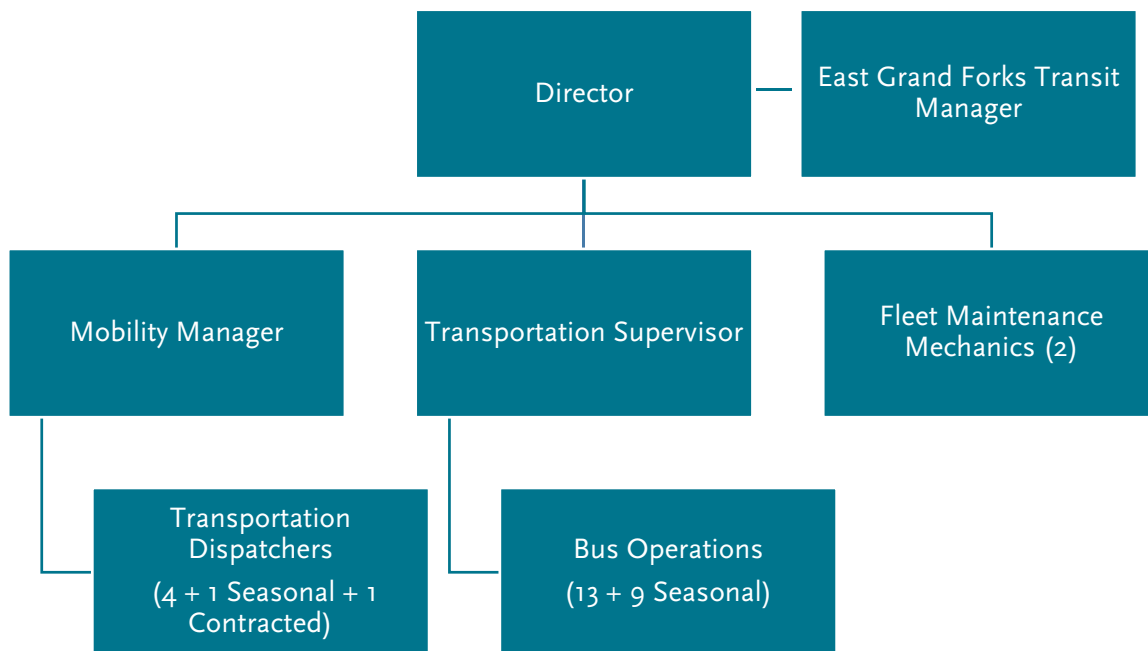 Director
East Grand Forks Transit
Manager
Mobility Manager
Transportation Supervisor
Fleet Maintenance
Mechanics (2)
Transportation
Dispatchers
(4 + 1 Seasonal + 1
Contracted)
Bus Operations
(13 + 9 Seasonal)